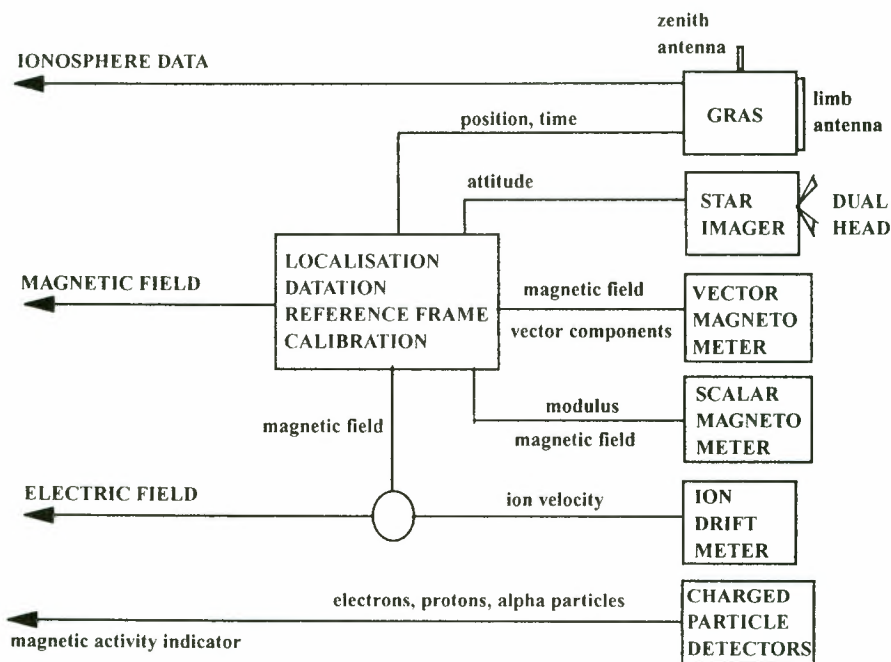 zenith
antenna
IONOSPHERE DATA
GRAS
limb
antenna
position, time
attitude
STAR
IMAGER
DUAL
HEAD
LOCALISATION
DATATION
REFERENCE FRAME
CALIBRATION
MAGNETIC FIELD
magnetic field
vector components
VECTOR
MAGNETO
METER
modulus
magnetic field
SCALAR
MAGNETO
METER
magnetic field
ELECTRIC FIELD
ion velocity
ION
DRIFT
METER
electrons, protons, alpha particles
magnetic activity indicator
CHARGED
PARTICLE
DETECTORS